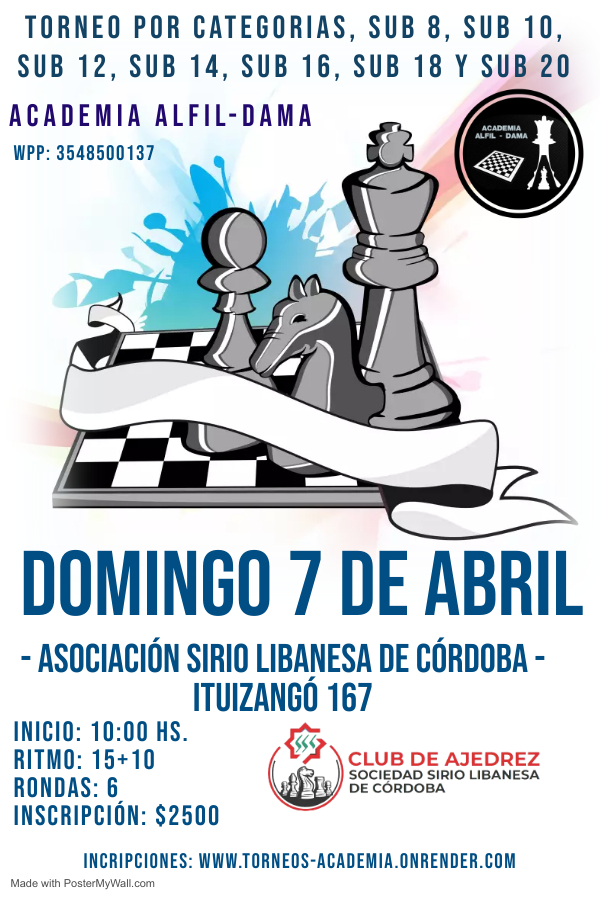 TORNEO POR CATEGORIAS, SUB 8, SUB 10,
SUB 12, SUB 14, SUB 16, SUB 18 Y SUB 20
ACADEMIA ALFIL-DAMA
WPP: 3548500137
ACADEMIA
ALFIL - DAMA
DOMINGO 7 DE ABRIL
- ASOCIACIÓN SIRIO LIBANESA DE CÓRDOBA -
ITUIZANGÓ 167
INICIO: 10:00 HS.
RITMO: 15+10
RONDAS: 6
INSCRIPCIÓN: $2500
CLUB DE AJEDREZ
SOCIEDAD SIRIO LIBANESA
DE CÓRDOBA
INCRIPCIONES: WWW.TORNEOS-ACADEMIA.ONRENDER.COM
Made with PosterMyWall.com